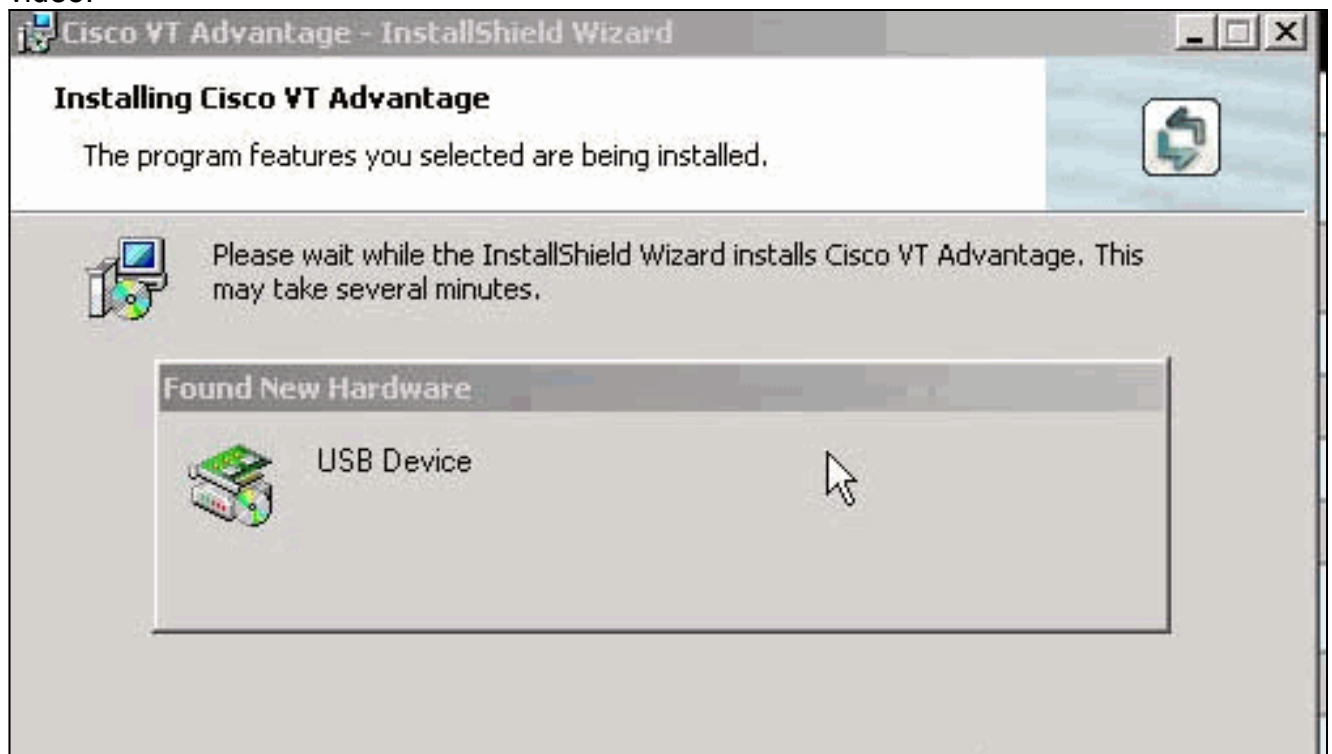 video.
Cisco VT Advantage - InstallShield Wizard
Installing Cisco VT Advantage
The program features you selected are being installed.
Please wait while the InstallShield Wizard installs Cisco VT Advantage. This
may take several minutes.
Found New Hardware
USB Device